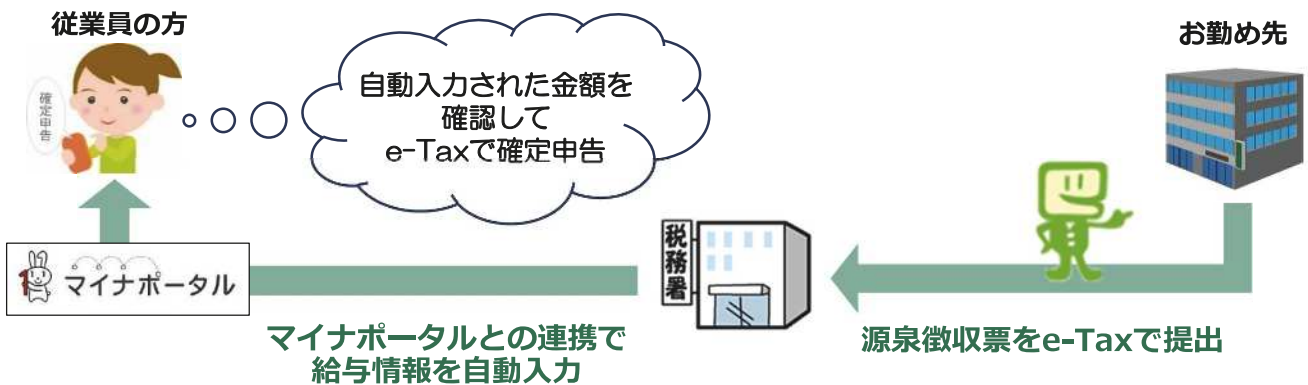 従業員の方
お勤め先
確定申告
自動入力された金額を
確認して
e-Taxで確定申告
税務署
マイナポータル
マイナポータルとの連携で
給与情報を自動入力
源泉徴収票をe-Taxで提出